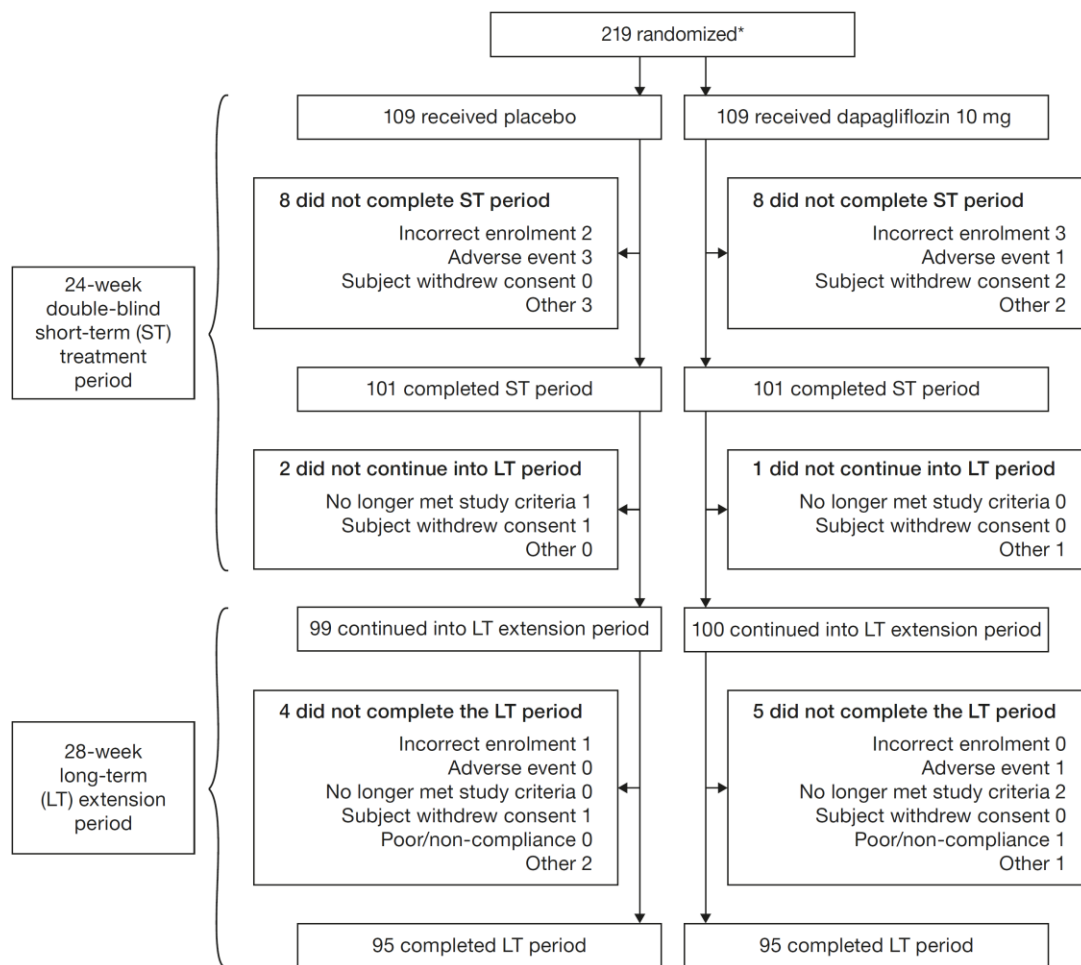 219 randomized*
109 received placebo
109 received dapagliflozin 10 mg
8 did not complete ST period
Incorrect enrolment 2
Adverse event 3
Subject withdrew consent 0
Other 3
8 did not complete ST period
Incorrect enrolment 3
Adverse event 1
Subject withdrew consent 2
Other 2
24-week
double-blind
short-term (ST)
treatment
period
101 completed ST period
101 completed ST period
2 did not continue into LT period
No longer met study criteria 1
Subject withdrew consent 1
Other 0
1 did not continue into LT period
No longer met study criteria 0
Subject withdrew consent 0
Other 1
99 continued into LT extension period
100 continued into LT extension period
4 did not complete the LT period
Incorrect enrolment 1
Adverse event 0
No longer met study criteria 0
Subject withdrew consent 1
Poor/non-compliance 0
Other 2
5 did not complete the LT period
Incorrect enrolment 0
Adverse event 1
No longer met study criteria 2
Subject withdrew consent 0
Poor/non-compliance 1
Other 1
28-week
long-term
(LT) extension
period
95 completed LT period
95 completed LT period